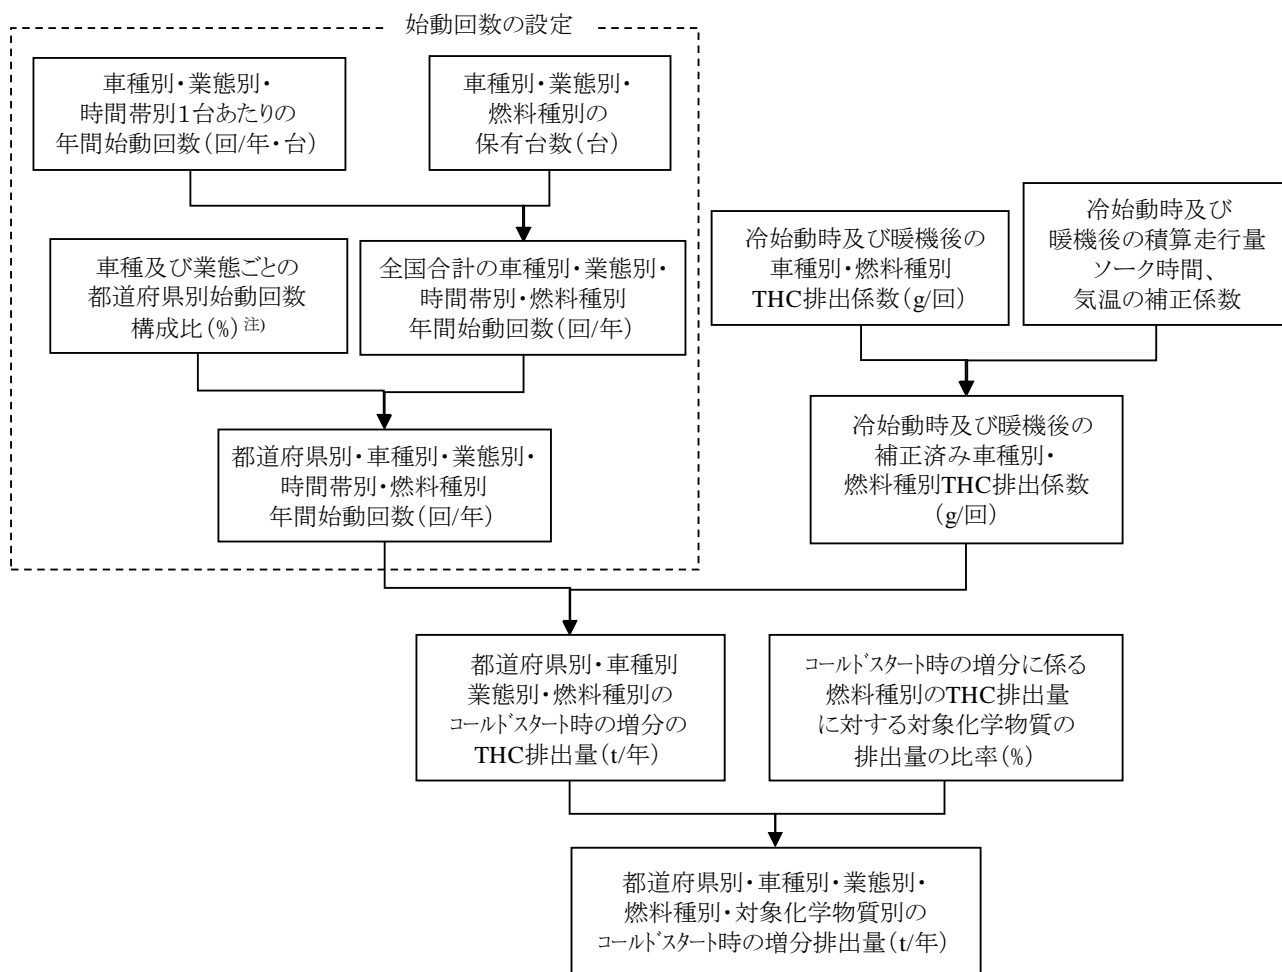 始動回数の設定
車種別・業態別・
時間帯別1台あたりの
年間始動回数(回/年・台)
車種別・業態別・
燃料種別の
保有台数(台)
車種及び業態ごとの
都道府県別始動回数
構成比(%)注)
全国合計の車種別・業態別・
時間帯別・燃料種別
年間始動回数(回/年)
冷始動時及び暖機後の
車種別・燃料種別
THC排出係数(g/回)
冷始動時及び
暖機後の積算走行量
ソーク時間、
気温の補正係数
都道府県別・車種別・業態別・
時間帯別・燃料種別
年間始動回数(回/年)
冷始動時及び暖機後の
補正済み車種別・
燃料種別THC排出係数
(g/回)
都道府県別・車種別
業態別・燃料種別の
コールドスタート時の増分の
THC排出量(t/年)
コールドスタート時の増分に係る
燃料種別のTHC排出量
に対する対象化学物質の
排出量の比率(%)
都道府県別・車種別・業態別・
燃料種別・対象化学物質別の
コールドスタート時の増分排出量(t/年)